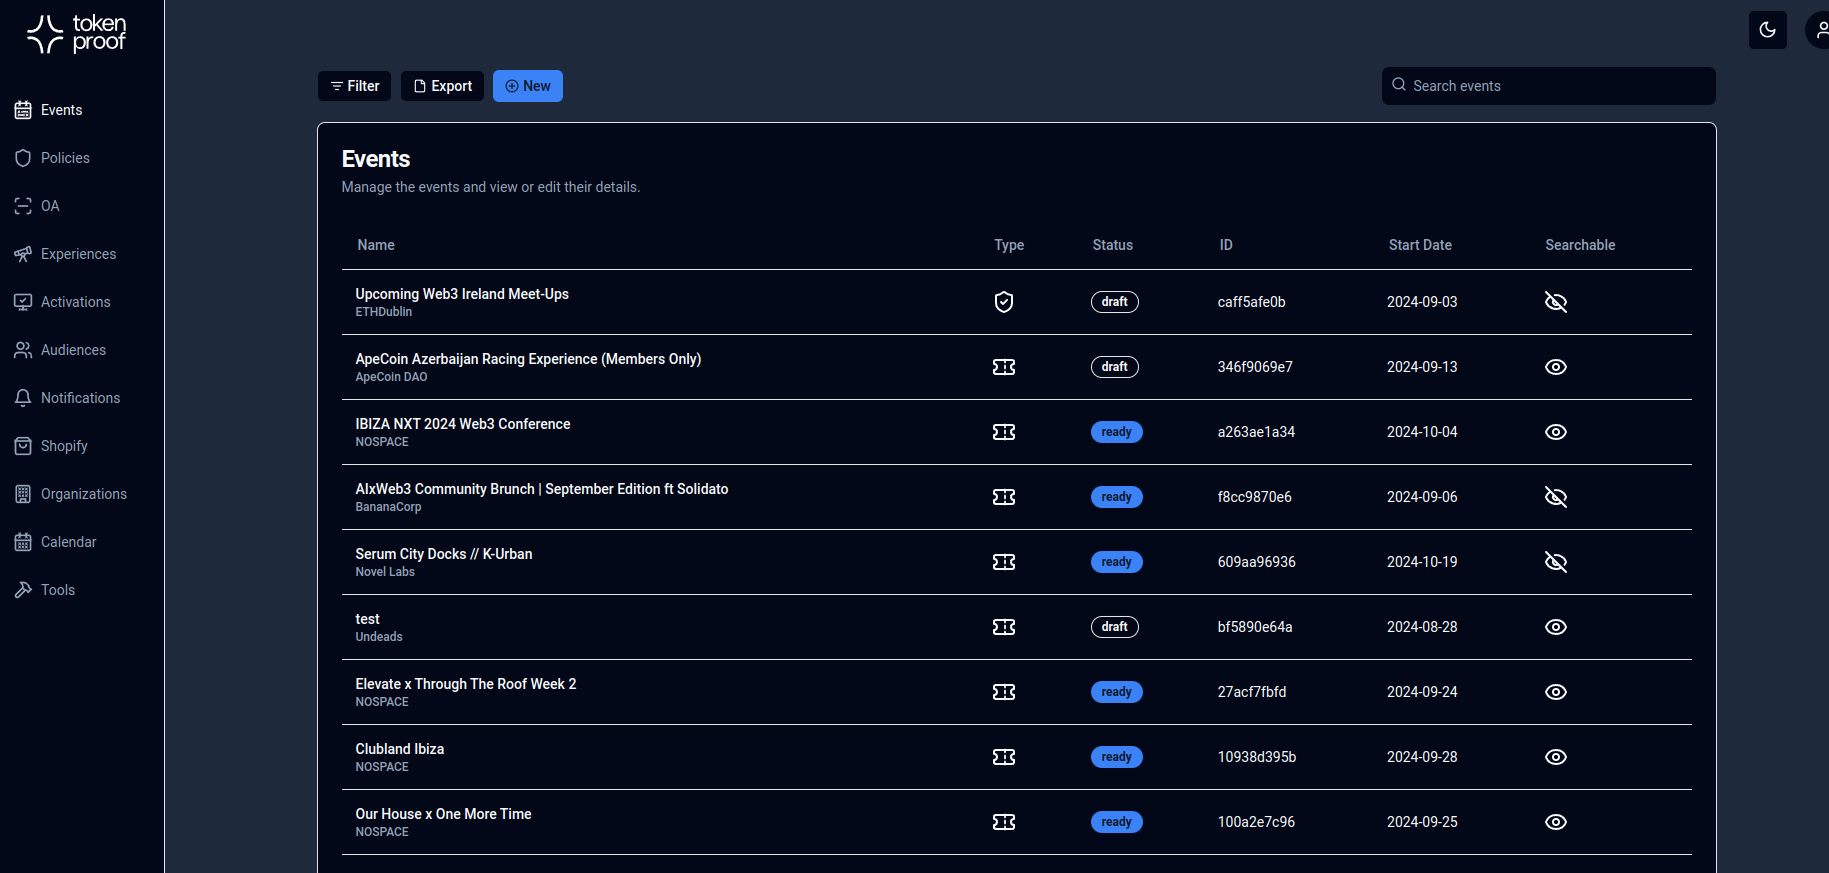 token
proof
Events
Policies
OA
Experiences
Activations
Audiences
Notifications
Shopify
Organizations
Calendar
Tools
Filter Export New Search events
Events
Manage the events and view or edit their details.
Name Type Status ID Start Date Searchable
Upcoming Web3 Ireland Meet-Ups draft caff5afe0b 2024-09-03
ETHDublin
ApeCoin Azerbaijan Racing Experience (Members Only) draft 346f9069e7 2024-09-13
ApeCoin DAO
IBIZA NXT 2024 Web3 Conference ready a263ae1a34 2024-10-04
NOSPACE
AIxWeb3 Community Brunch | September Edition ft Solidato ready f8cc9870e6 2024-09-06
BananaCorp
Serum City Docks // K-Urban ready 609aa96936 2024-10-19
Novel Labs
test draft bf5890e64a 2024-08-28
Undeads
Elevate x Through The Roof Week 2 ready 27acf7fbfd 2024-09-24
NOSPACE
Clubland Ibiza ready 10938d395b 2024-09-28
NOSPACE
Our House x One More Time ready 100a2e7c96 2024-09-25
NOSPACE